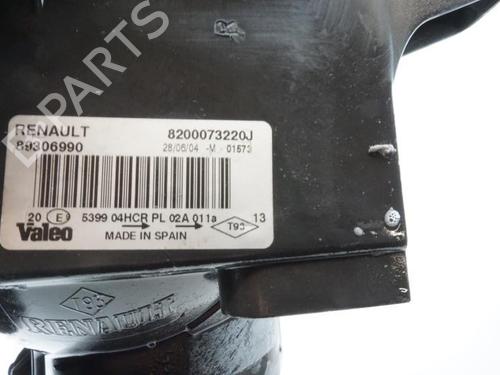 RENAULT 8200073220J
89306990 28/06/04 -M- 01573
20 E 5399 04HCR PL 02A 011a 13
Valeo MADE IN SPAIN T93
T93
RENAULT